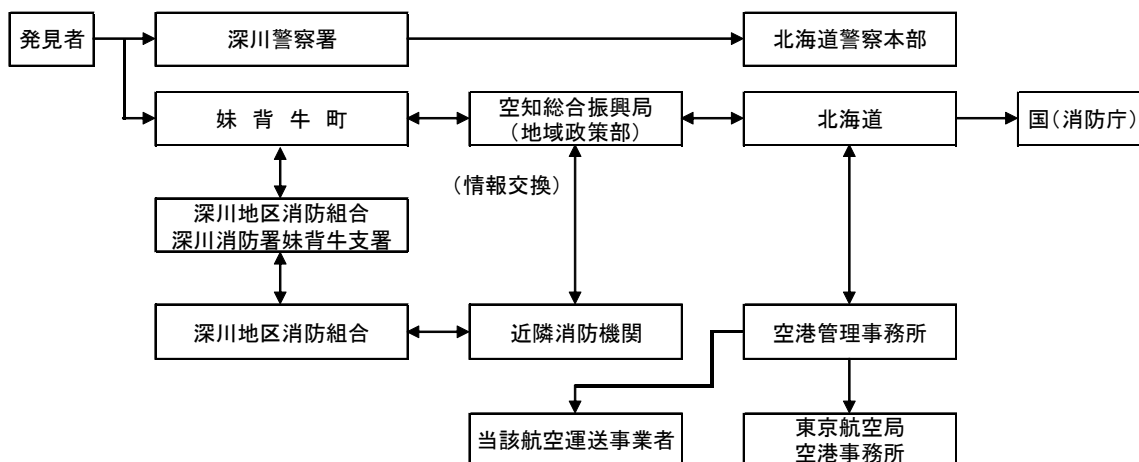 発見者
深川警察署
北海道警察本部
妹背牛町
空知総合振興局
（地域政策部）
北海道
国（消防庁）
（情報交換）
深川地区消防組合
深川消防署妹背牛支署
深川地区消防組合
近隣消防機関
空港管理事務所
当該航空運送事業者
東京航空局
空港事務所